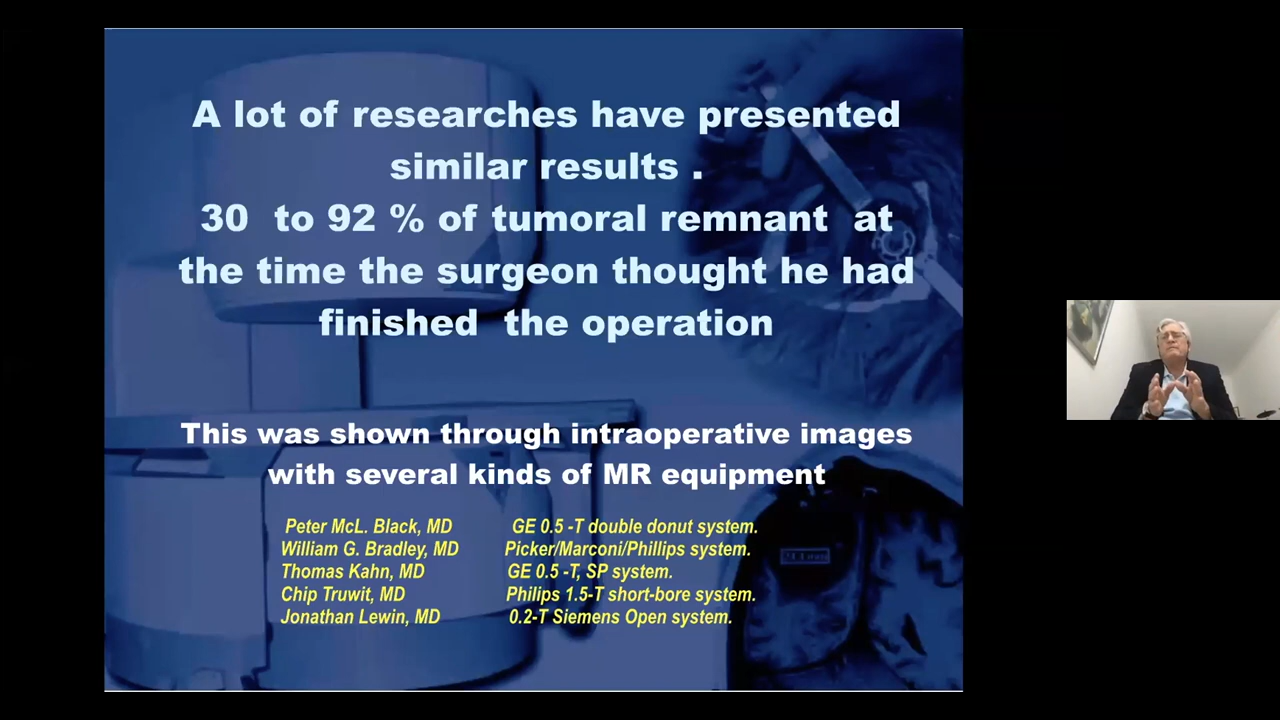 A lot of researches have presented
similar results .
30 to 92 % of tumoral remnant at
the time the surgeon thought he had
finished the operation
This was shown through intraoperative images
with several kinds of MR equipment
Peter McL. Black, MD GE 0.5 -T double donut system.
William G. Bradley, MD Picker/Marconi/Phillips system.
Thomas Kahn, MD GE 0.5 -T, SP system.
Chip Truwit, MD Philips 1.5-T short-bore system.
Jonathan Lewin, MD 0.2-T Siemens Open system.